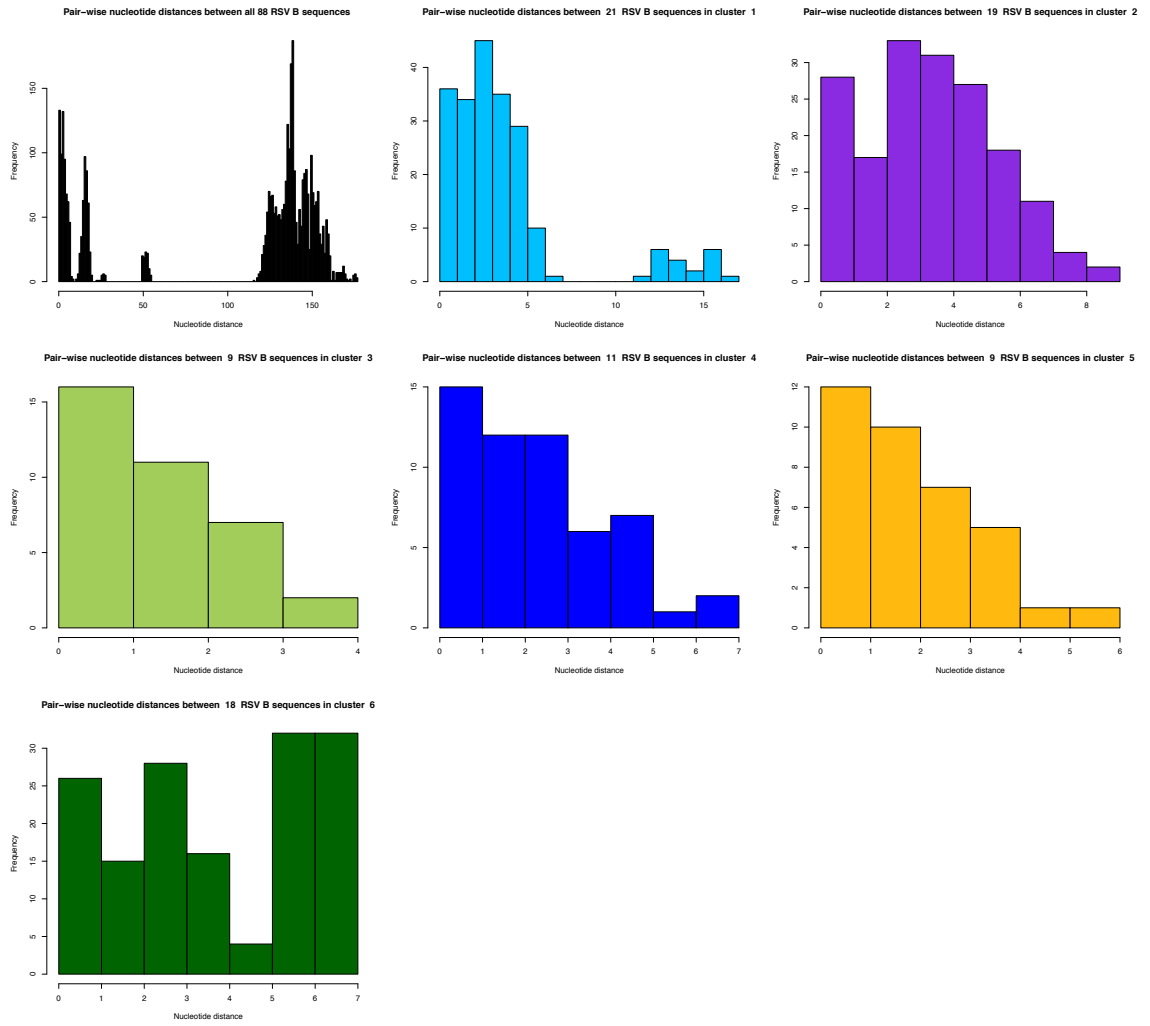 Pair−wise nucleotide distances between all 88 RSV B sequences
Frequency
0 50 100 150
0 50 100 150
Nucleotide distance
Pair−wise nucleotide distances between 21 RSV B sequences in cluster 1
Frequency
0 10 20 30 40
0 5 10 15
Nucleotide distance
Pair−wise nucleotide distances between 19 RSV B sequences in cluster 2
Frequency
0 5 10 15 20 25 30
0 2 4 6 8
Nucleotide distance
Pair−wise nucleotide distances between 9 RSV B sequences in cluster 3
Frequency
0 5 10 15
0 1 2 3 4
Nucleotide distance
Pair−wise nucleotide distances between 11 RSV B sequences in cluster 4
Frequency
0 5 10 15
0 1 2 3 4 5 6 7
Nucleotide distance
Pair−wise nucleotide distances between 9 RSV B sequences in cluster 5
Frequency
0 2 4 6 8 10 12
0 1 2 3 4 5 6
Nucleotide distance
Pair−wise nucleotide distances between 18 RSV B sequences in cluster 6
Frequency
0 5 10 15 20 25 30
0 1 2 3 4 5 6 7
Nucleotide distance